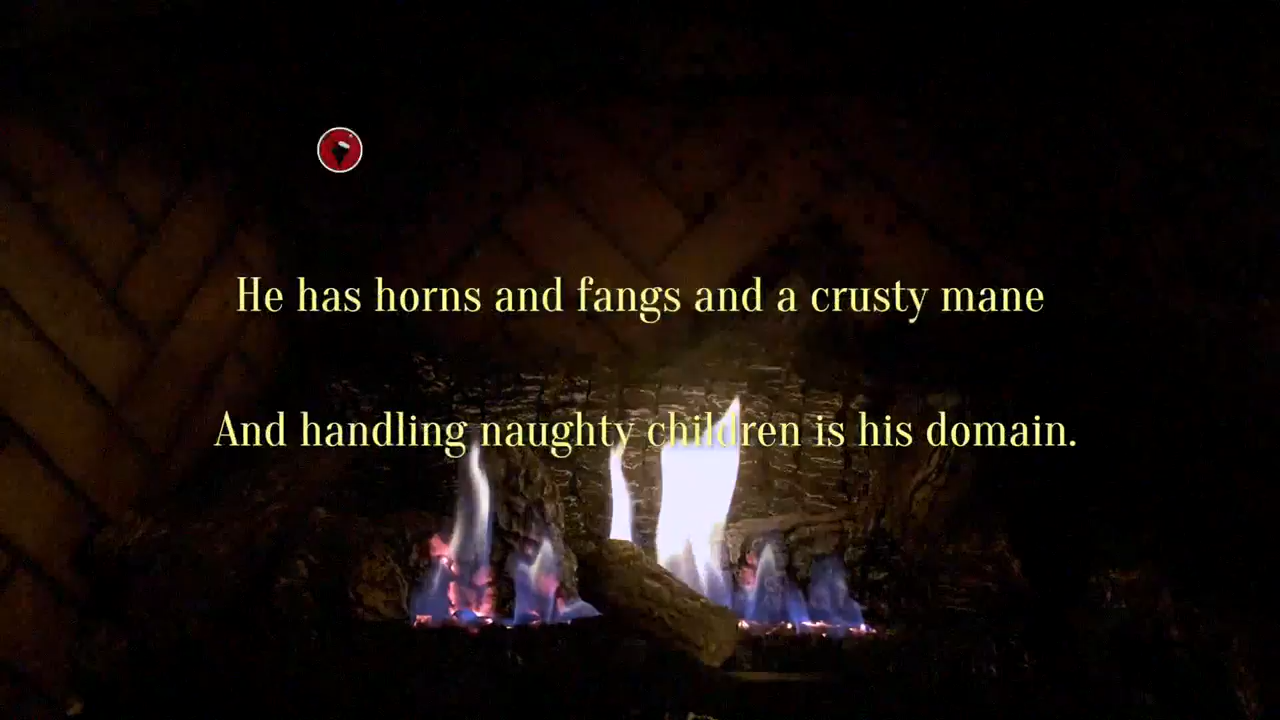 He has horns and fangs and a crusty mane
And handling naughty children is his domain.